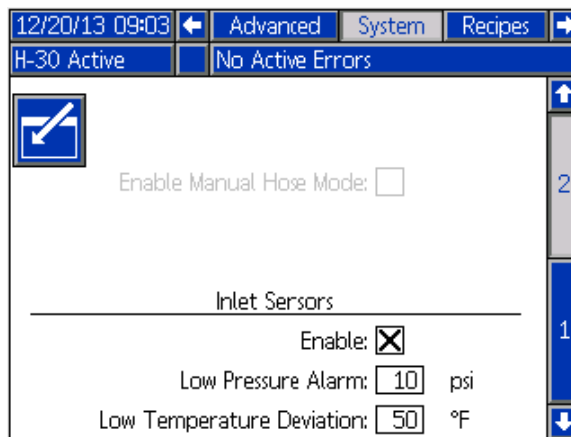 12/20/13 09:03 Advanced System Recipes
H-30 Active No Active Errors
Enable Manual Hose Mode:
2
Inlet Sersors
Enable:
1
Low Pressure Alarm: 10 psi
Low Temperature Deviation: 50 °F